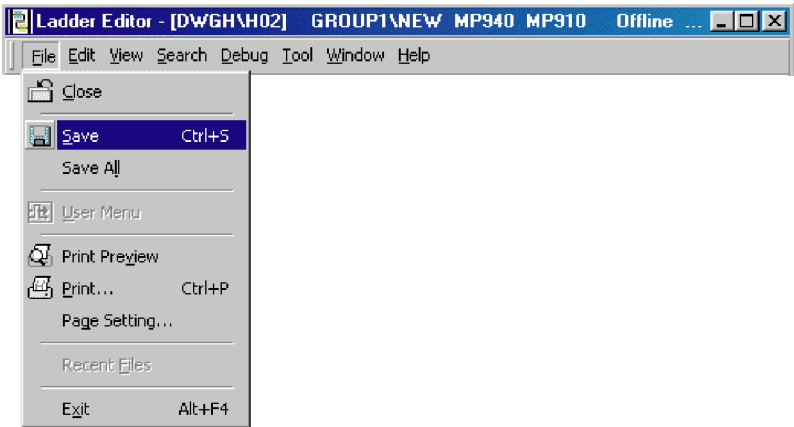 Ladder Editor - [DWGH\H02] GROUP1\NEW MP940 MP910 Offline ...
File Edit View Search Debug Tool Window Help
Close
Save Ctrl+S
Save All
User Menu
Print Preview
Print... Ctrl+P
Page Setting...
Recent Files
Exit Alt+F4